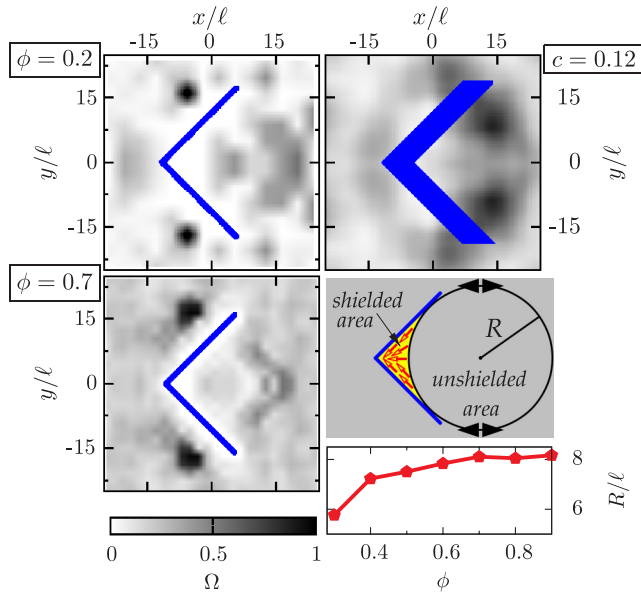 x/ℓ
x/ℓ
-15 0 15
-15 0 15
ϕ = 0.2
c = 0.12
15
0
-15
y/ℓ
15
0
-15
y/ℓ
ϕ = 0.7
15
0
-15
y/ℓ
shielded
area
R
unshielded
area
8
6
R/ℓ
0.4 0.6 0.8
ϕ
0 0.5 1
Ω